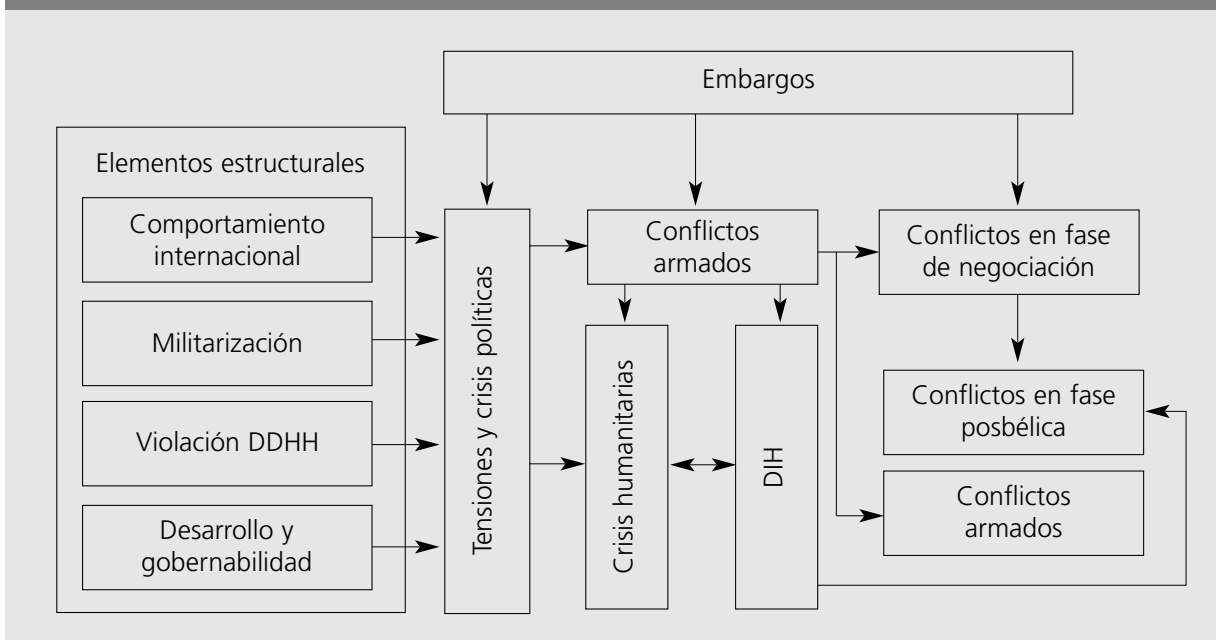 Embargos
Elementos estructurales
Comportamiento
internacional
Militarización
Violación DDHH
Desarrollo y
gobernabilidad
Tensiones y crisis políticas
Conflictos
armados
Crisis humanitarias
DIH
Conflictos en fase
de negociación
Conflictos en fase
posbélica
Conflictos
armados